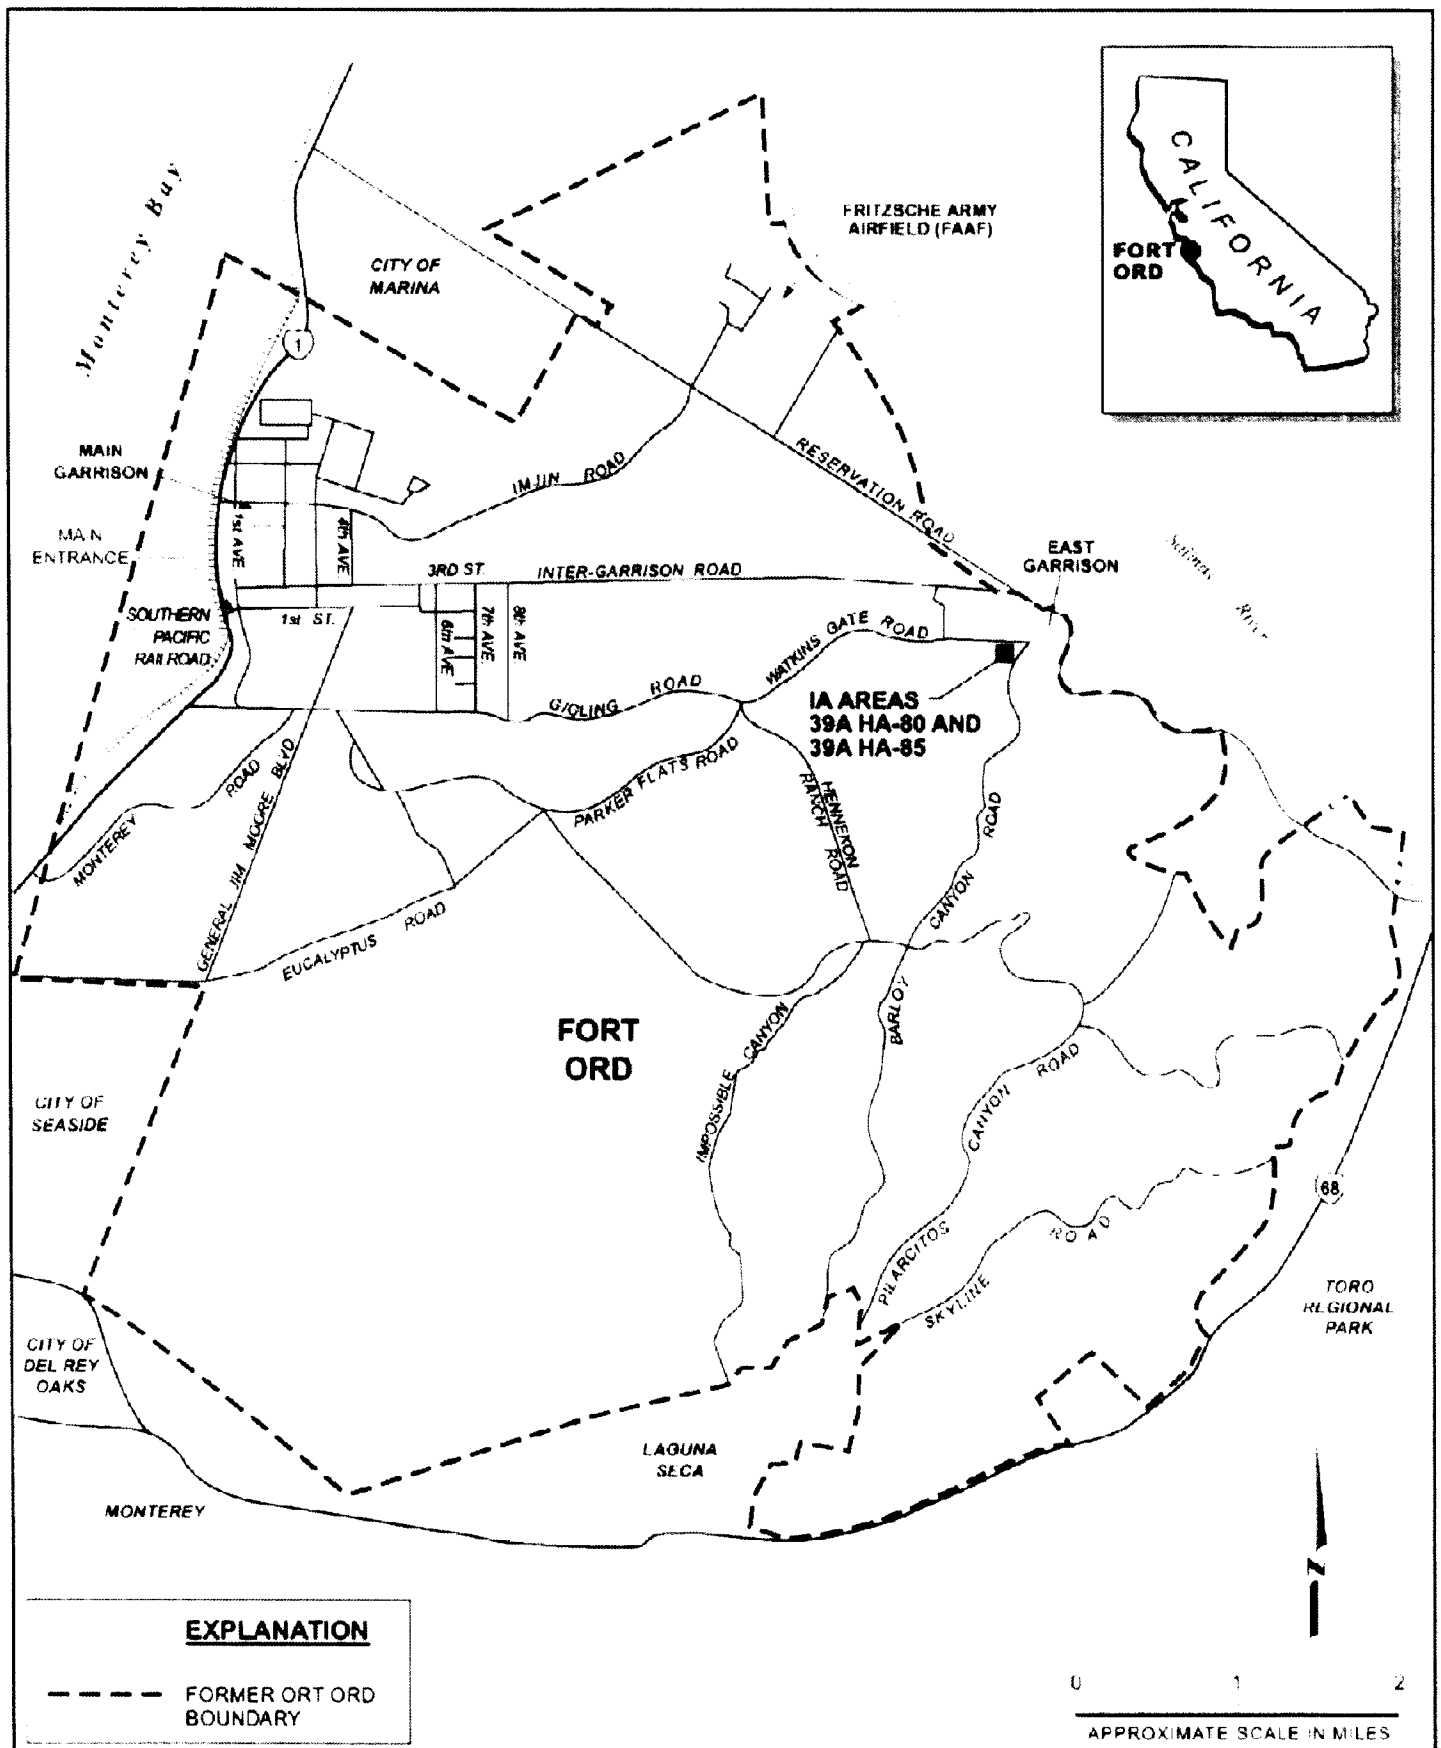 Monterey Bay
CITY OF
MARINA
FRITZSCHE ARMY
AIRFIELD (FAAF)
CALIFORNIA
FORT
ORD
1
MAIN
GARRISON
MAIN
ENTRANCE
SOUTHERN
PACIFIC
RAILROAD
1st AVE
4th AVE
IMJIN ROAD
RESERVATION ROAD
3RD ST.
INTER-GARRISON ROAD
EAST
GARRISON
Salinas River
1st ST.
6th AVE
7th AVE
8th AVE
WATKINS GATE ROAD
GIGLING ROAD
IA AREAS
39A HA-80 AND
39A HA-85
MONTEREY ROAD
GENERAL JIM MOORE BLVD
PARKER FLATS ROAD
HENNEKON
RANCH ROAD
BARLOY CANYON ROAD
EUCALYPTUS ROAD
FORT
ORD
IMPOSSIBLE CANYON
PILARCITOS CANYON ROAD
SKYLINE ROAD
CITY OF
SEASIDE
68
TORO
REGIONAL
PARK
CITY OF
DEL REY
OAKS
LAGUNA
SECA
MONTEREY
N
EXPLANATION
FORMER ORT ORD
BOUNDARY
0 1 2
APPROXIMATE SCALE IN MILES